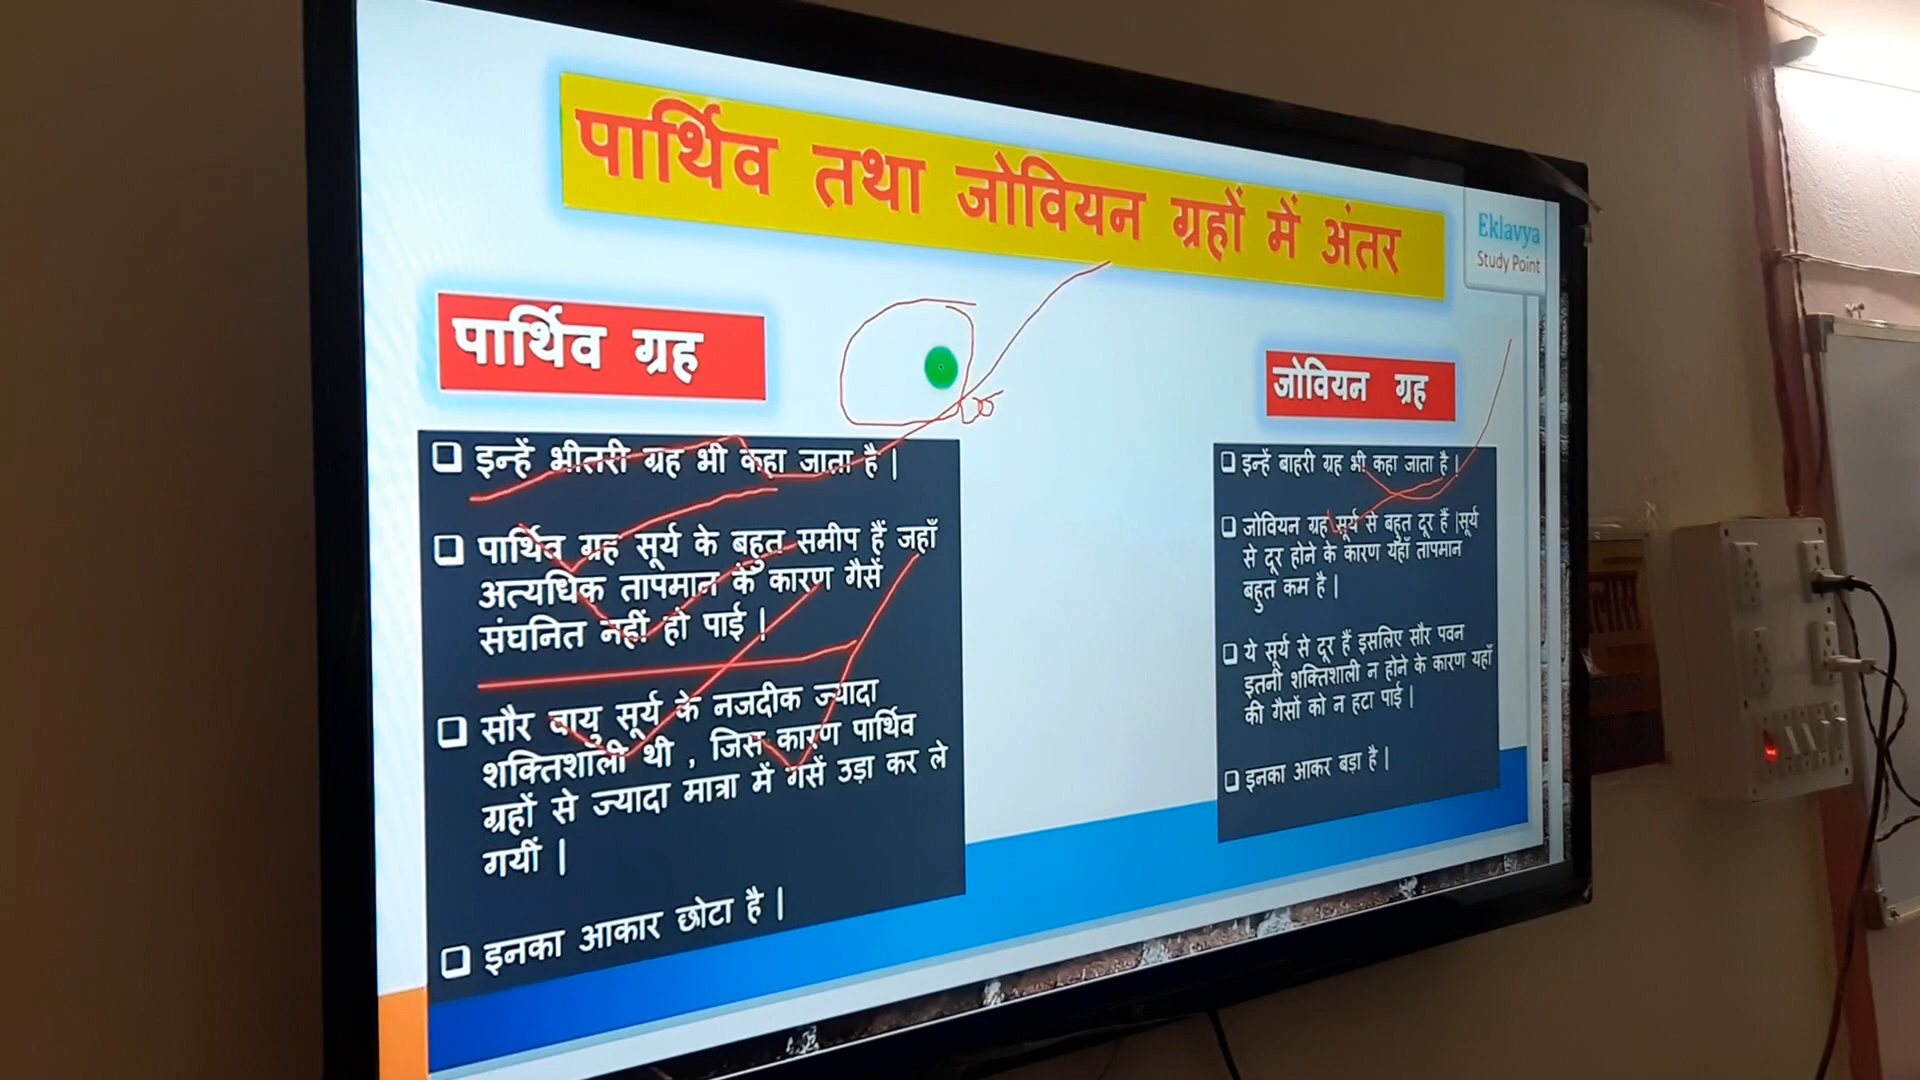 पार्थिव तथा जोवियन ग्रहों में अंतर
Eklavya
Study Point
पार्थिव ग्रह
इन्हें भीतरी ग्रह भी कहा जाता है |
पार्थिव ग्रह सूर्य के बहुत समीप हैं जहाँ
अत्यधिक तापमान के कारण गैसें
संघनित नहीं हो पाई |
सौर वायु सूर्य के नजदीक ज्यादा
शक्तिशाली थी , जिस कारण पार्थिव
ग्रहों से ज्यादा मात्रा में गसें उड़ा कर ले
गयीं |
इनका आकार छोटा है |
जोवियन ग्रह
इन्हें बाहरी ग्रह भी कहा जाता है |
जोवियन ग्रह सूर्य से बहुत दूर हैं |सूर्य
से दूर होने के कारण यहाँ तापमान
बहुत कम है |
ये सूर्य से दूर हैं इसलिए सौर पवन
इतनी शक्तिशाली न होने के कारण यहाँ
की गैसों को न हटा पाई |
इनका आकर बड़ा है |